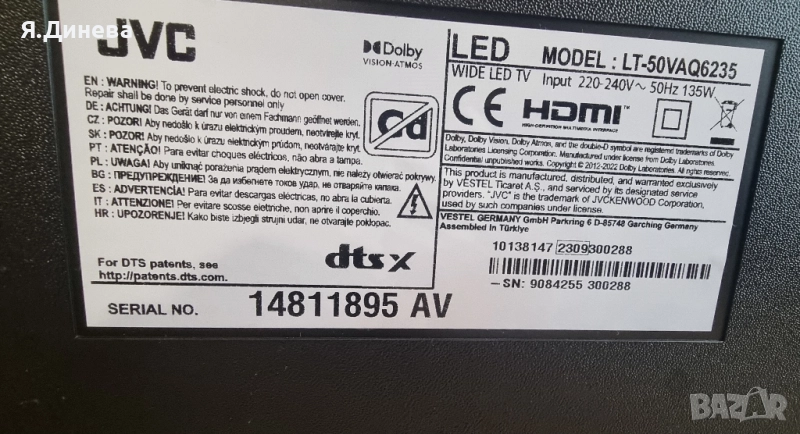 Я.Динева
JVC
Dolby
VISION·ATMOS
EN : WARNING! To prevent electric shock, do not open cover.
Repair shall be done by service personnel only
DE: ACHTUNG! Das Gerät darf nur von einem Fachmann geöffnet werden.
CZ : POZOR! Aby nedošlo k úrazu elektrickým proudem, neotvírejte kryt.
SK : POZOR! Aby nedošlo k úrazu elektrickým prúdom, neotvárajte kryt.
PT : ATENÇÃO! Para evitar choques eléctricos, não abra a tampa.
PL : UWAGA! Aby uniknąć porażenia prądem elektrycznym, nie należy otwierać pokrywy.
BG : ПРЕДУПРЕЖДЕНИЕ! За да избегнете токов удар, не отваряйте капака.
ES : ADVERTENCIA! Para evitar descargas eléctricas, no abra la cubierta.
IT : ATTENZIONE! Per evitare scosse elettriche, non aprire il coperchio.
HR : UPOZORENJE! Kako biste izbjegli strujni udar, ne otvarajte poklopac.
Cd
For DTS patents, see
http://patents.dts.com.
dts X
SERIAL NO. 14811895 AV
LED
WIDE LED TV
MODEL : LT-50VAQ6235
Input 220-240V~ 50Hz 135W
CE HDMI
HIGH-DEFINITION MULTIMEDIA INTERFACE
Dolby, Dolby Vision, Dolby Atmos, and the double-D symbol are registered trademarks of Dolby
Laboratories Licensing Corporation. Manufactured under license from Dolby Laboratories.
Confidential unpublished works. Copyright © 2012-2022 Dolby Laboratories.
This product is manufactured, distributed, and warranted exclusively
by VESTEL Ticaret A.Ş., and serviced by its designated service
providers. "JVC" is the trademark of JVCKENWOOD Corporation,
used by such companies under license.
VESTEL GERMANY GmbH Parkring 6 D-85748 Garching Germany
Assembled In Türkiye
10138147 2309 300288
–SN: 9084255 300288
BAZAR